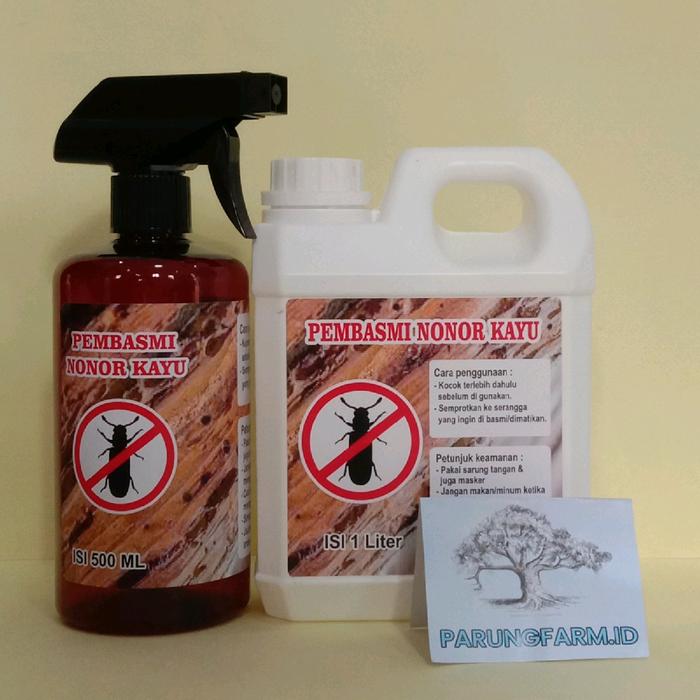 PEMBASMI
NONOR KAYU
ISI 500 ML
PEMBASMI NONOR KAYU
Cara penggunaan :
- Kocok terlebih dahulu
sebelum di gunakan.
- Semprotkan ke serangga
yang ingin di basmi/dimatikan.
Petunjuk keamanan :
- Pakai sarung tangan &
juga masker
- Jangan makan/minum ketika
ISI 1 Liter
PARUNGFARM.ID